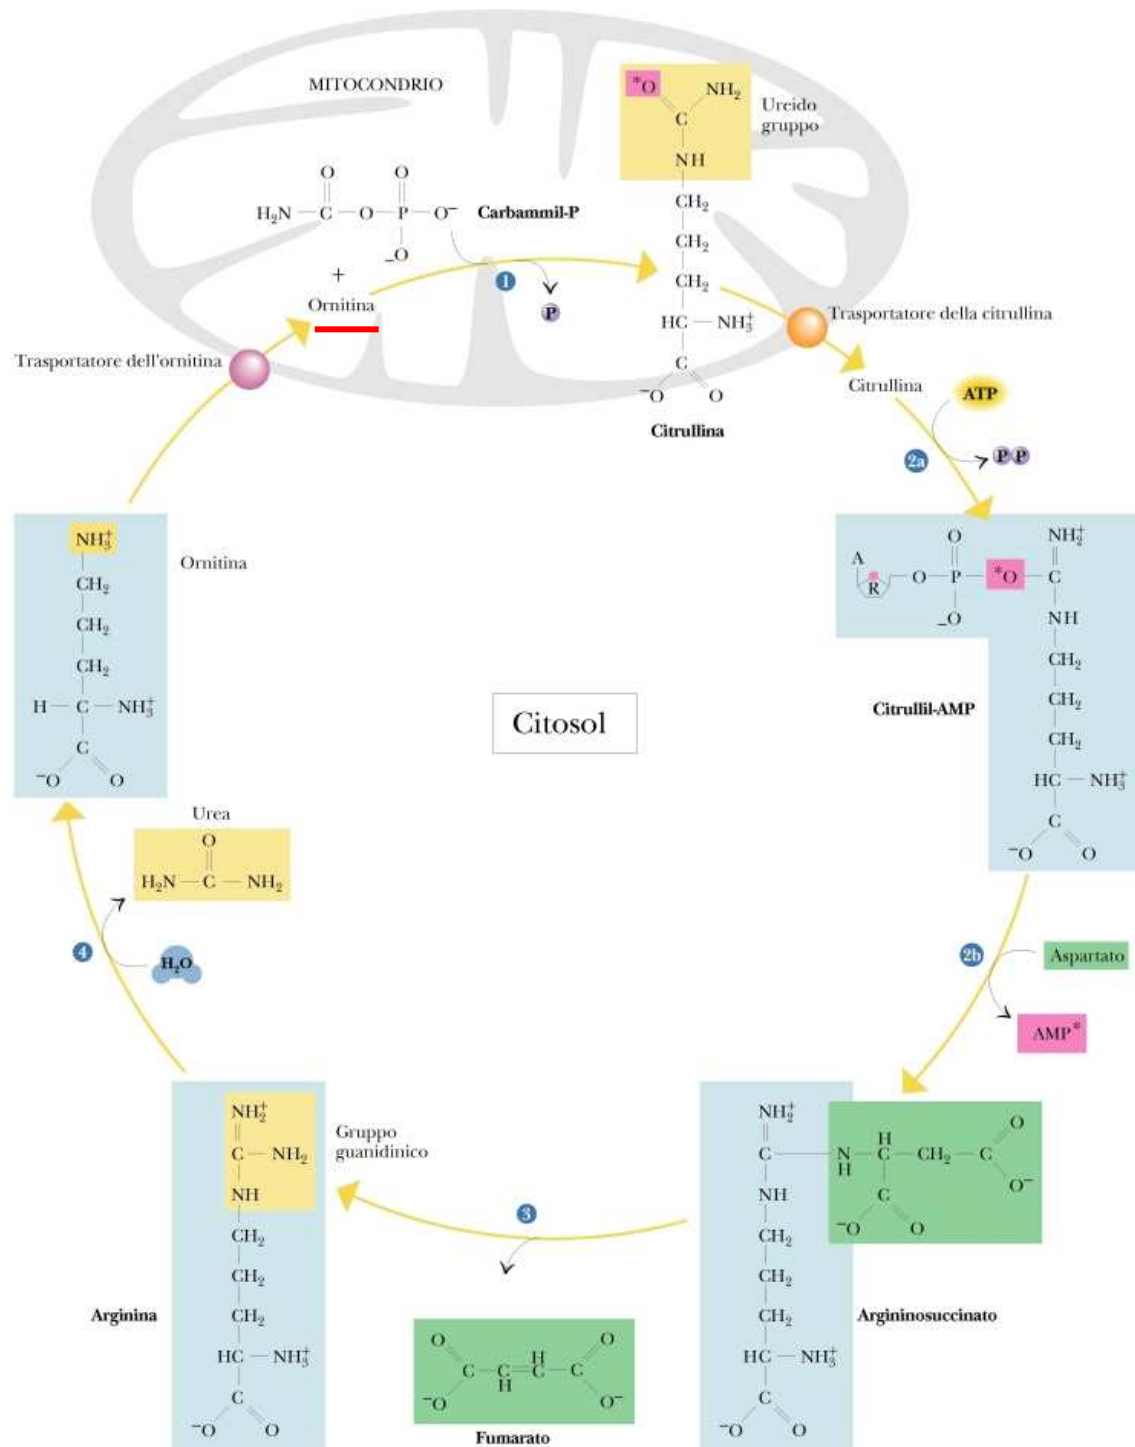 MITOCONDRIO
*O
NH₂
C
NH
Ureido
gruppo
O
O
H₂N — C — O — P — O⁻
⁻O
Carbammil-P
+
Ornitina
1
P
CH₂
CH₂
CH₂
HC — NH₃⁺
C
⁻O
O
Citrullina
Trasportatore dell'ornitina
Trasportatore della citrullina
Citrullina
ATP
2a
P P
NH₃⁺
Ornitina
CH₂
CH₂
CH₂
H — C — NH₃⁺
C
⁻O
O
O
NH₂⁺
A
R
O — P — *O — C
⁻O
NH
CH₂
CH₂
CH₂
HC — NH₃⁺
C
⁻O
O
Citrullil-AMP
Citosol
Urea
O
H₂N — C — NH₂
4
H₂O
2b
Aspartato
AMP*
NH₂⁺
C — NH₂
NH
Gruppo
guanidinico
CH₂
CH₂
CH₂
HC — NH₃⁺
C
⁻O
O
Arginina
3
O
O
C — C = C — C
H
H
⁻O
O⁻
Fumarato
NH₂⁺
H
O
C — N — C — CH₂ — C
H
O⁻
C
⁻O
O
NH
CH₂
CH₂
CH₂
HC — NH₃⁺
C
⁻O
O
Argininosuccinato